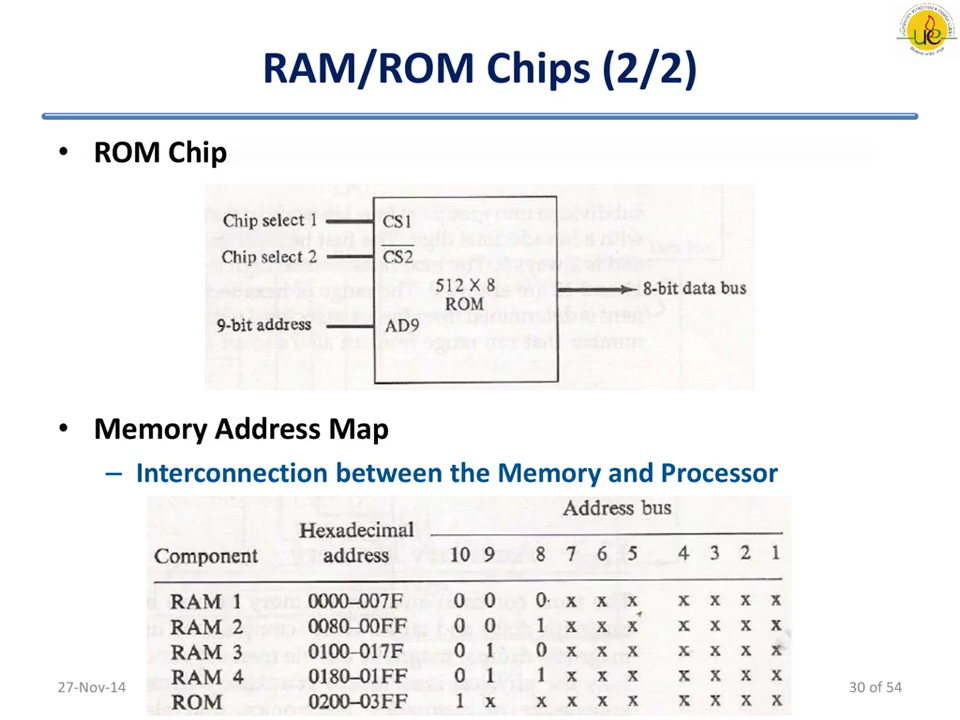 RAM/ROM Chips (2/2)
• ROM Chip
Chip select 1 CS1
Chip select 2 CS2
512 X 8
ROM
8-bit data bus
9-bit address AD9
• Memory Address Map
– Interconnection between the Memory and Processor
Address bus
Hexadecimal
Component address 10 9 8 7 6 5 4 3 2 1
RAM 1 0000–007F 0 0 0 x x x x x x
RAM 2 0080–00FF 0 0 1 x x x x x x x
RAM 3 0100–017F 0 1 0 x x x x x x x
RAM 4 0180–01FF 0 1 1 x x x x x x x
ROM 0200–03FF 1 x x x x x x x x x
27-Nov-14
30 of 54